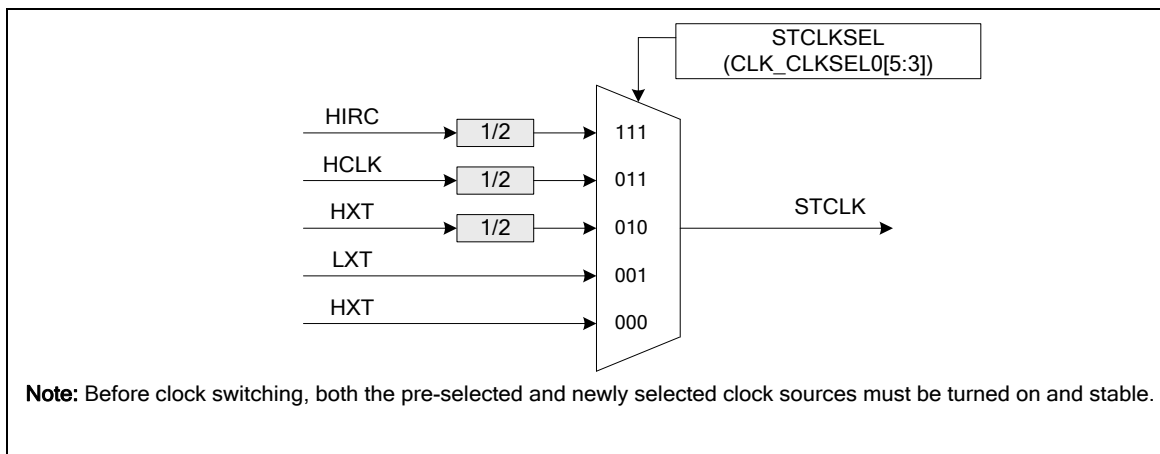 STCLKSEL
(CLK_CLKSEL0[5:3])
HIRC
1/2
111
HCLK
1/2
011
HXT
1/2
010
STCLK
LXT
001
HXT
000
Note: Before clock switching, both the pre-selected and newly selected clock sources must be turned on and stable.